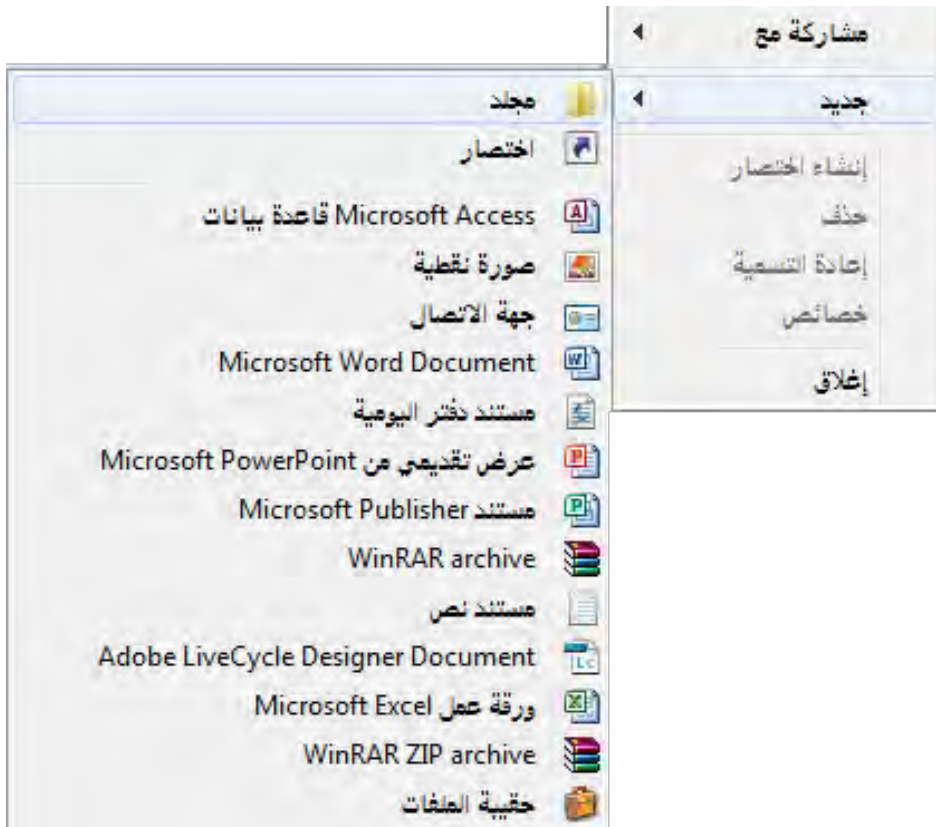 مشاركة مع
جديد
إنشاء اختصار
حذف
إعادة التسمية
خصائص
إغلاق
مجلد
اختصار
Microsoft Access قاعدة بيانات
صورة نقطية
جهة الاتصال
Microsoft Word Document
مستند دفتر اليومية
عرض تقديمي من Microsoft PowerPoint
مستند Microsoft Publisher
WinRAR archive
مستند نص
Adobe LiveCycle Designer Document
ورقة عمل Microsoft Excel
WinRAR ZIP archive
حقيبة الملفات